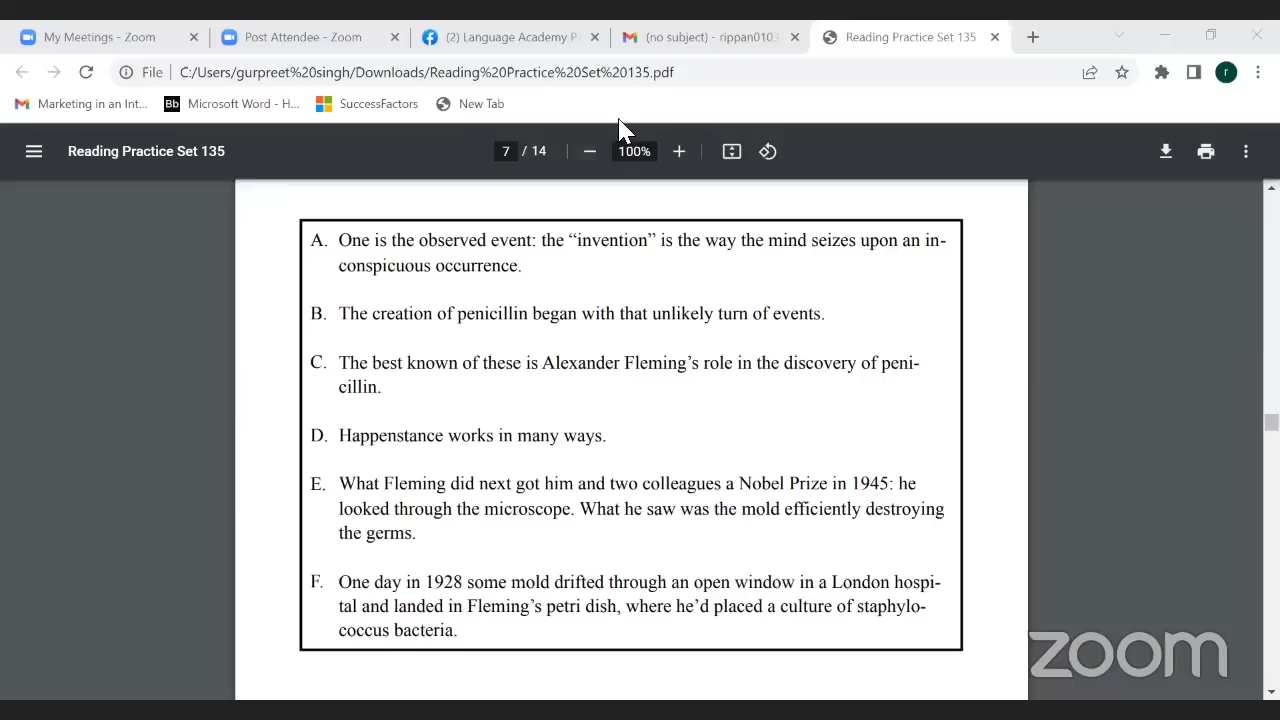 My Meetings - Zoom
Post Attendee - Zoom
(2) Language Academy P
(no subject) - rippan0103
Reading Practice Set 135
File
C:/Users/gurpreet%20singh/Downloads/Reading%20Practice%20Set%20135.pdf
r
Marketing in an Int...
Bb Microsoft Word - H...
SuccessFactors
New Tab
Reading Practice Set 135
7 / 14
100%
A. One is the observed event: the “invention” is the way the mind seizes upon an in-
conspicuous occurrence.
B. The creation of penicillin began with that unlikely turn of events.
C. The best known of these is Alexander Fleming’s role in the discovery of peni-
cillin.
D. Happenstance works in many ways.
E. What Fleming did next got him and two colleagues a Nobel Prize in 1945: he
looked through the microscope. What he saw was the mold efficiently destroying
the germs.
F. One day in 1928 some mold drifted through an open window in a London hospi-
tal and landed in Fleming’s petri dish, where he’d placed a culture of staphylo-
coccus bacteria.
zoom